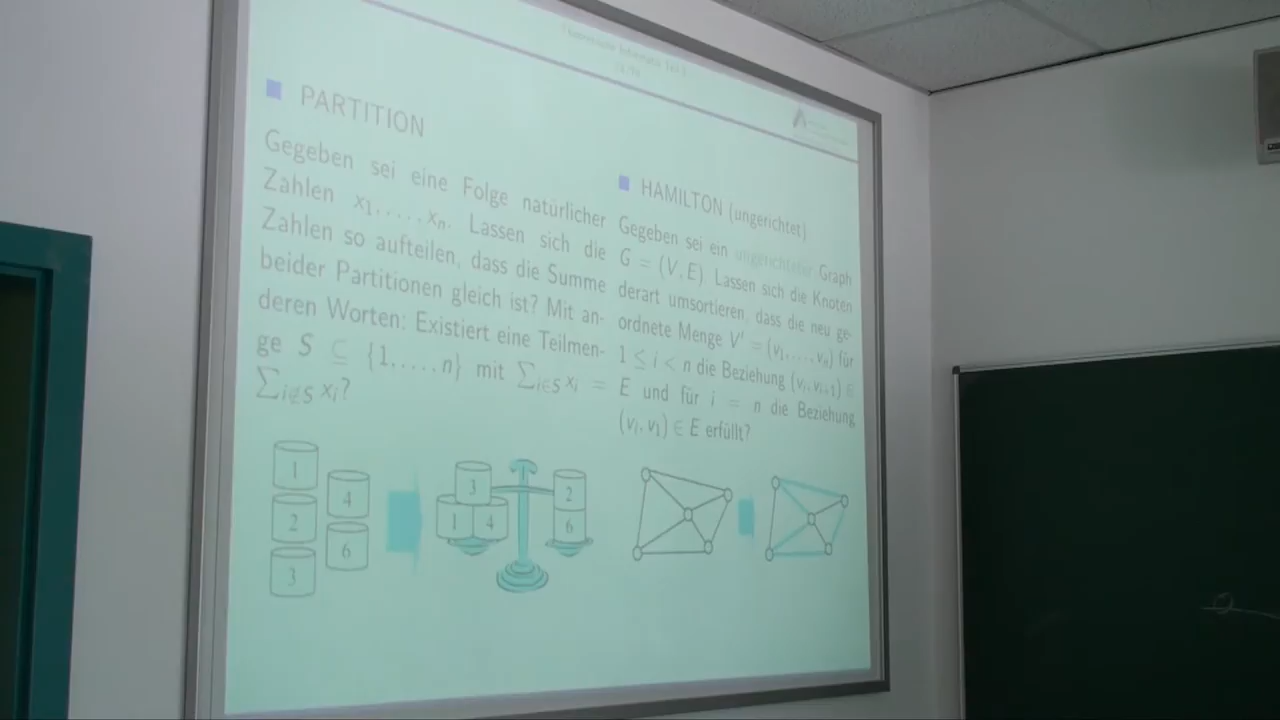 PARTITION
Gegeben sei eine Folge natürlicher
Zahlen x₁, . . . , xₙ. Lassen sich die
Zahlen so aufteilen, dass die Summe
beider Partitionen gleich ist? Mit an-
deren Worten: Existiert eine Teilmen-
ge S ⊆ {1, . . . , n} mit ∑i∈S xᵢ =
∑i∉S xᵢ?
1
2
3
4
6
3
1
4
2
6
HAMILTON (ungerichtet)
Gegeben sei ein ungerichteter Graph
G = (V, E). Lassen sich die Knoten
derart umsortieren, dass die neu ge-
ordnete Menge V′ = (v₁, . . . , vₙ) für
1 ≤ i < n die Beziehung (vᵢ, vᵢ₊₁) ∈
E und für i = n die Beziehung
(vᵢ, v₁) ∈ E erfüllt?